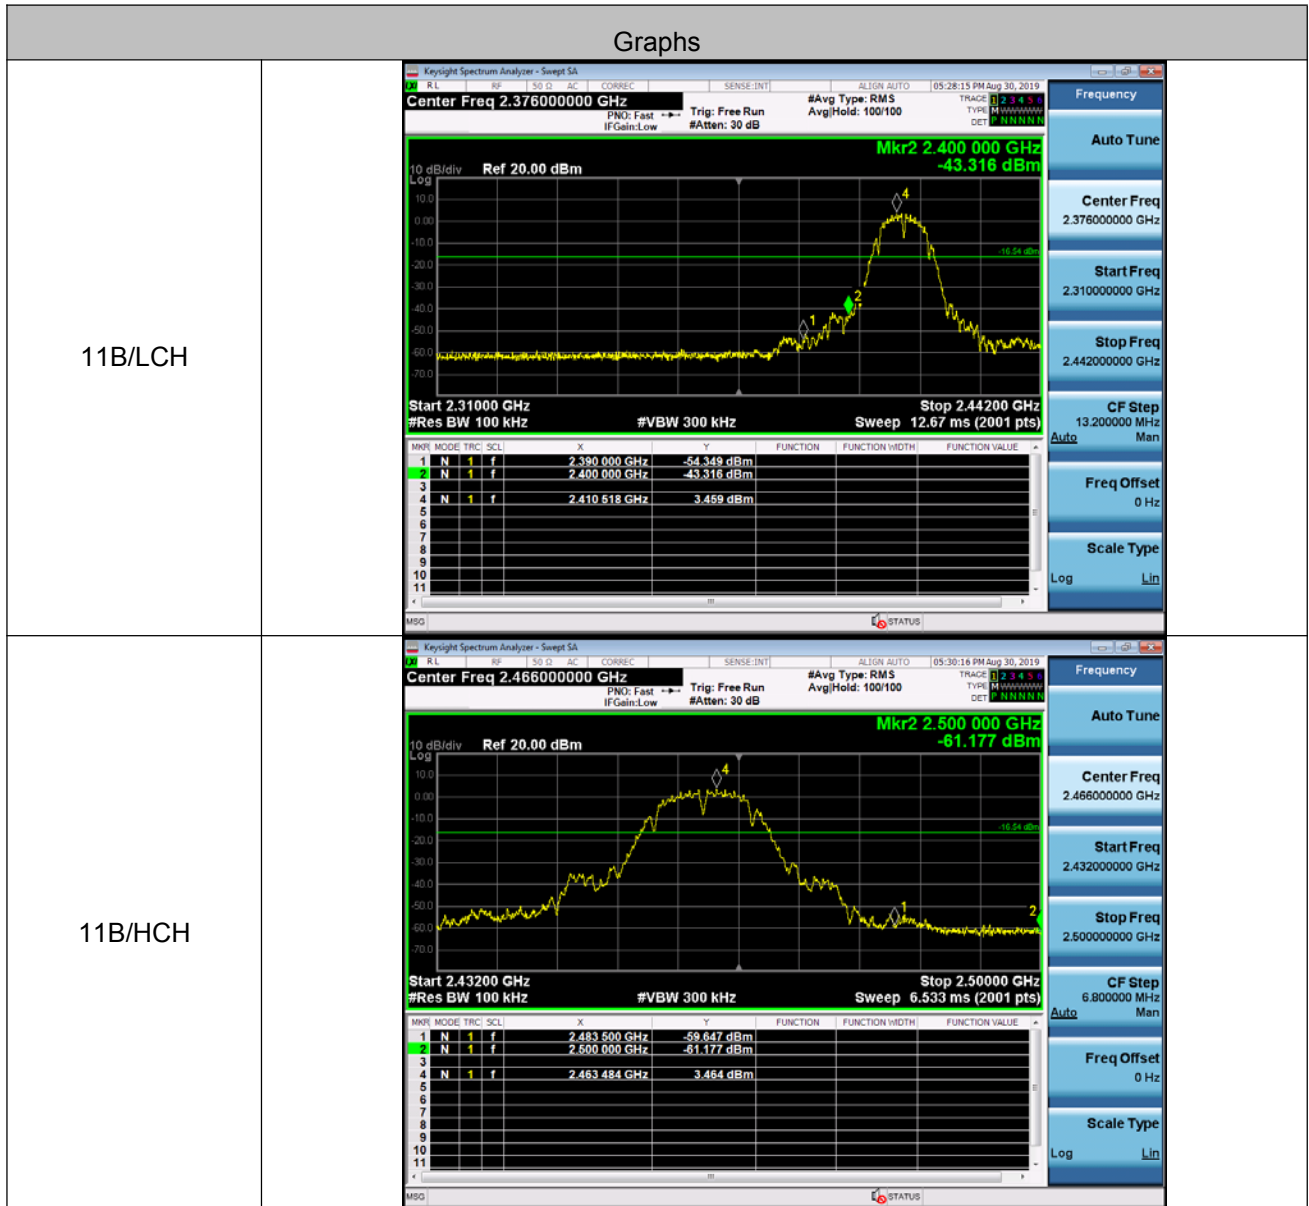 Graphs
11B/LCH
Keysight Spectrum Analyzer - Swept SA
RL RF 50 Ω AC CORREC SENSE:INT ALIGN AUTO 05:28:15 PM Aug 30, 2019
Center Freq 2.376000000 GHz
PNO: Fast
IFGain:Low
Trig: Free Run
#Atten: 30 dB
#Avg Type: RMS
Avg|Hold: 100/100
TRACE 1 2 3 4 5 6
TYPE M WWWWW
DET P N N N N N
Mkr2 2.400 000 GHz
-43.316 dBm
10 dB/div
Log
Ref 20.00 dBm
10.0
0.00
-10.0
-20.0
-30.0
-40.0
-50.0
-60.0
-70.0
-16.54 dBm
4
2
1
Start 2.31000 GHz
Stop 2.44200 GHz
#Res BW 100 kHz
#VBW 300 kHz
Sweep 12.67 ms (2001 pts)
MKR MODE TRC SCL X Y FUNCTION FUNCTION WIDTH FUNCTION VALUE
1 N 1 f 2.390 000 GHz -54.349 dBm
2 N 1 f 2.400 000 GHz -43.316 dBm
3
4 N 1 f 2.410 518 GHz 3.459 dBm
5
6
7
8
9
10
11
MSG
STATUS
Frequency
Auto Tune
Center Freq
2.376000000 GHz
Start Freq
2.310000000 GHz
Stop Freq
2.442000000 GHz
CF Step
13.200000 MHz
Auto Man
Freq Offset
0 Hz
Scale Type
Log Lin
11B/HCH
Keysight Spectrum Analyzer - Swept SA
RL RF 50 Ω AC CORREC SENSE:INT ALIGN AUTO 05:30:16 PM Aug 30, 2019
Center Freq 2.466000000 GHz
PNO: Fast
IFGain:Low
Trig: Free Run
#Atten: 30 dB
#Avg Type: RMS
Avg|Hold: 100/100
TRACE 1 2 3 4 5 6
TYPE M WWWWW
DET P N N N N N
Mkr2 2.500 000 GHz
-61.177 dBm
10 dB/div
Log
Ref 20.00 dBm
10.0
0.00
-10.0
-20.0
-30.0
-40.0
-50.0
-60.0
-70.0
-16.54 dBm
4
1
2
Start 2.43200 GHz
Stop 2.50000 GHz
#Res BW 100 kHz
#VBW 300 kHz
Sweep 6.533 ms (2001 pts)
MKR MODE TRC SCL X Y FUNCTION FUNCTION WIDTH FUNCTION VALUE
1 N 1 f 2.483 500 GHz -59.647 dBm
2 N 1 f 2.500 000 GHz -61.177 dBm
3
4 N 1 f 2.463 484 GHz 3.464 dBm
5
6
7
8
9
10
11
MSG
STATUS
Frequency
Auto Tune
Center Freq
2.466000000 GHz
Start Freq
2.432000000 GHz
Stop Freq
2.500000000 GHz
CF Step
6.800000 MHz
Auto Man
Freq Offset
0 Hz
Scale Type
Log Lin